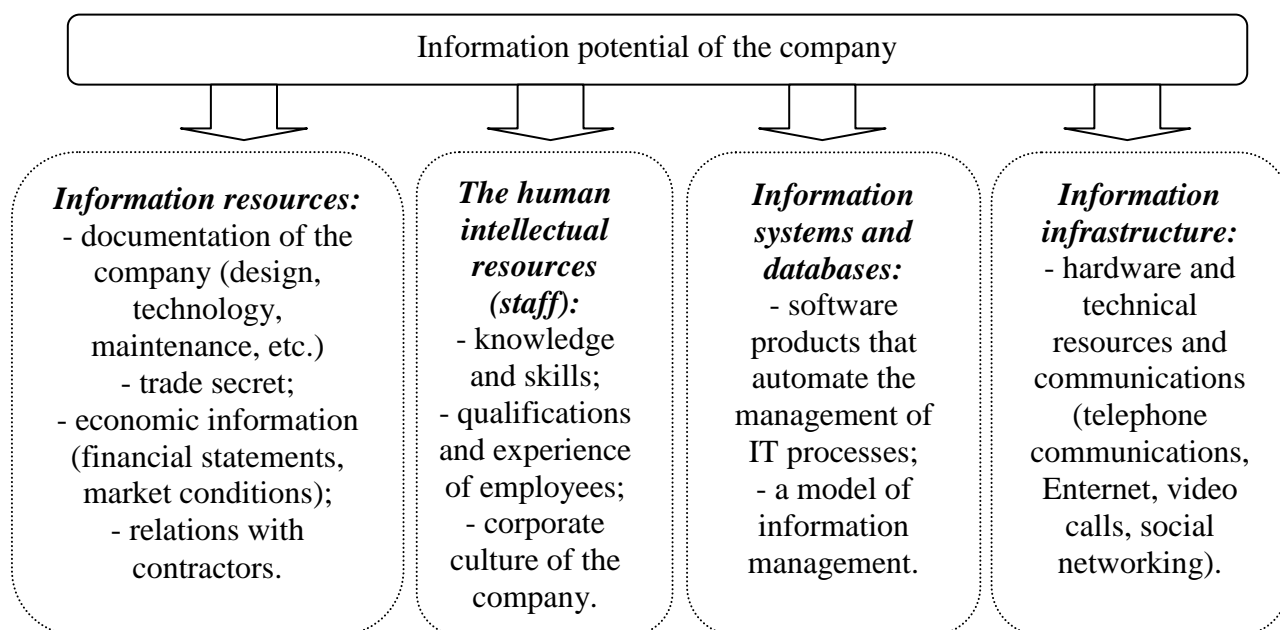 Information potential of the company
Information resources:
- documentation of the
company (design,
technology,
maintenance, etc.)
- trade secret;
- economic information
(financial statements,
market conditions);
- relations with
contractors.
The human
intellectual
resources
(staff):
- knowledge
and skills;
- qualifications
and experience
of employees;
- corporate
culture of the
company.
Information
systems and
databases:
- software
products that
automate the
management of
IT processes;
- a model of
information
management.
Information
infrastructure:
- hardware and
technical
resources and
communications
(telephone
communications,
Enternet, video
calls, social
networking).